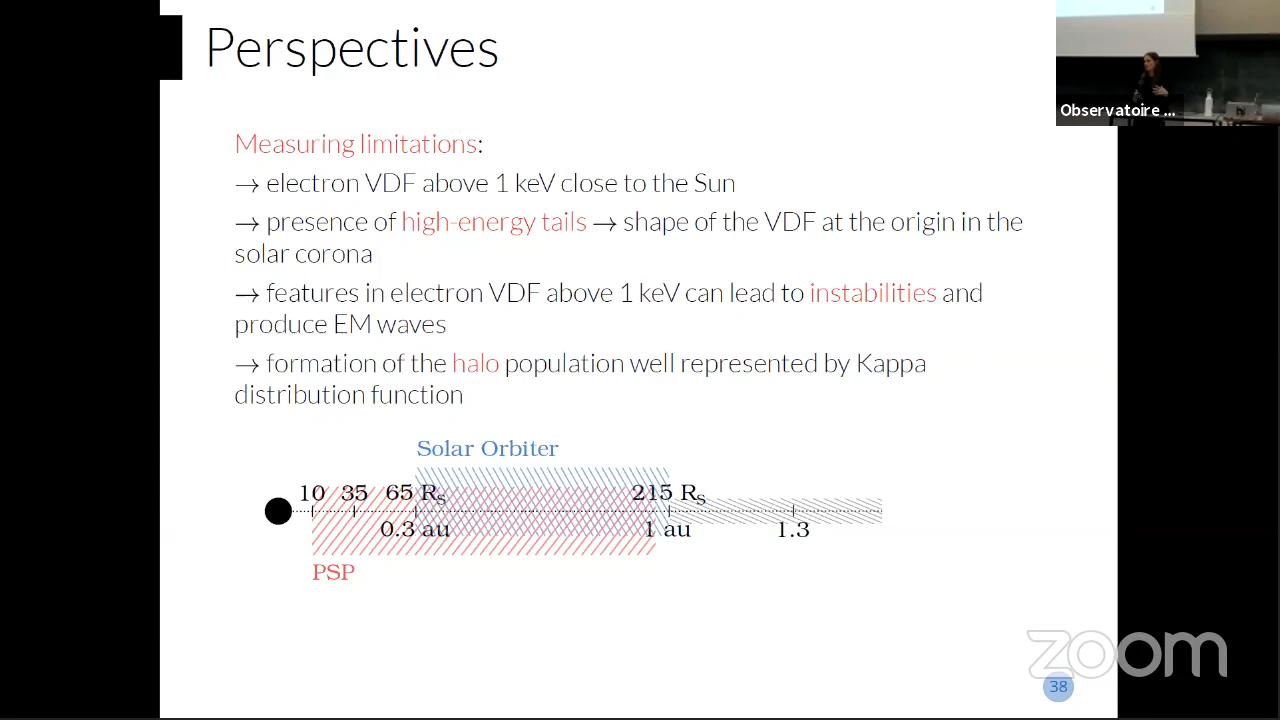 Perspectives
Observatoire ...
Measuring limitations:
→ electron VDF above 1 keV close to the Sun
→ presence of high-energy tails → shape of the VDF at the origin in the
solar corona
→ features in electron VDF above 1 keV can lead to instabilities and
produce EM waves
→ formation of the halo population well represented by Kappa
distribution function
Solar Orbiter
10 35 65 Rs 215 Rs
0.3 au 1 au 1.3
PSP
zoom
38